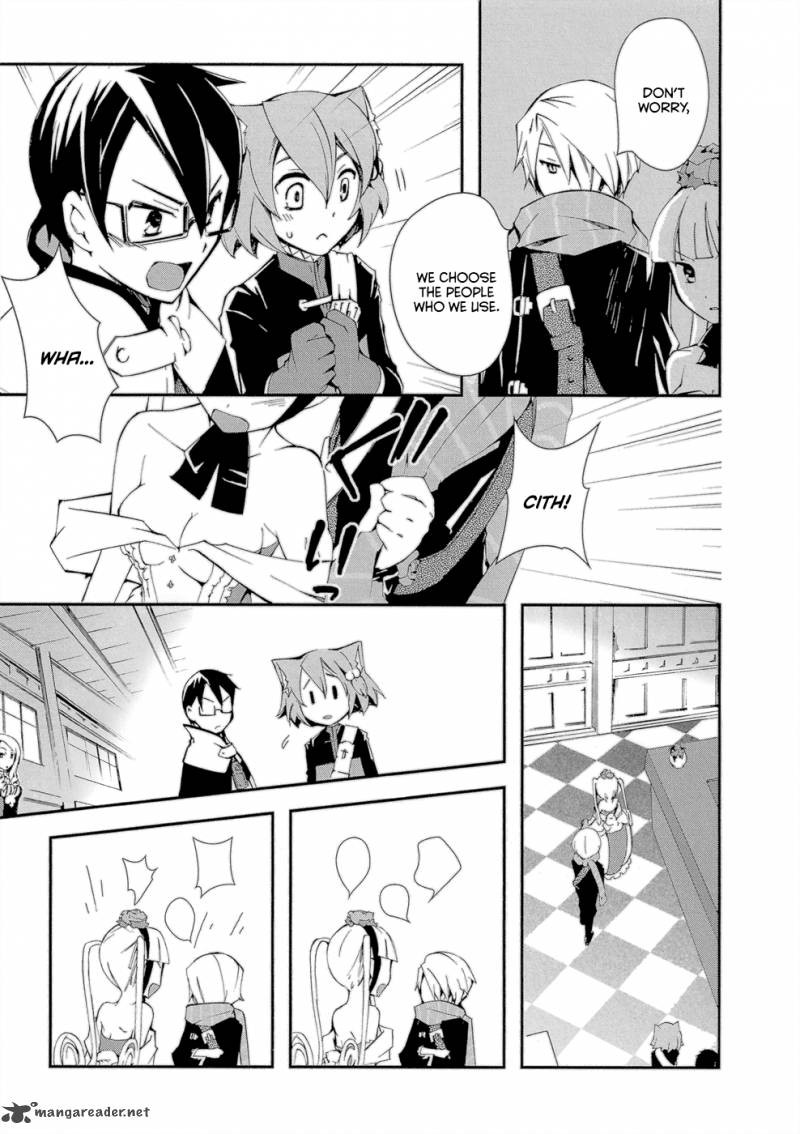 DON'T
WORRY,
WE CHOOSE
THE PEOPLE
WHO WE USE.
WHA...
CITH!
mangareader.net